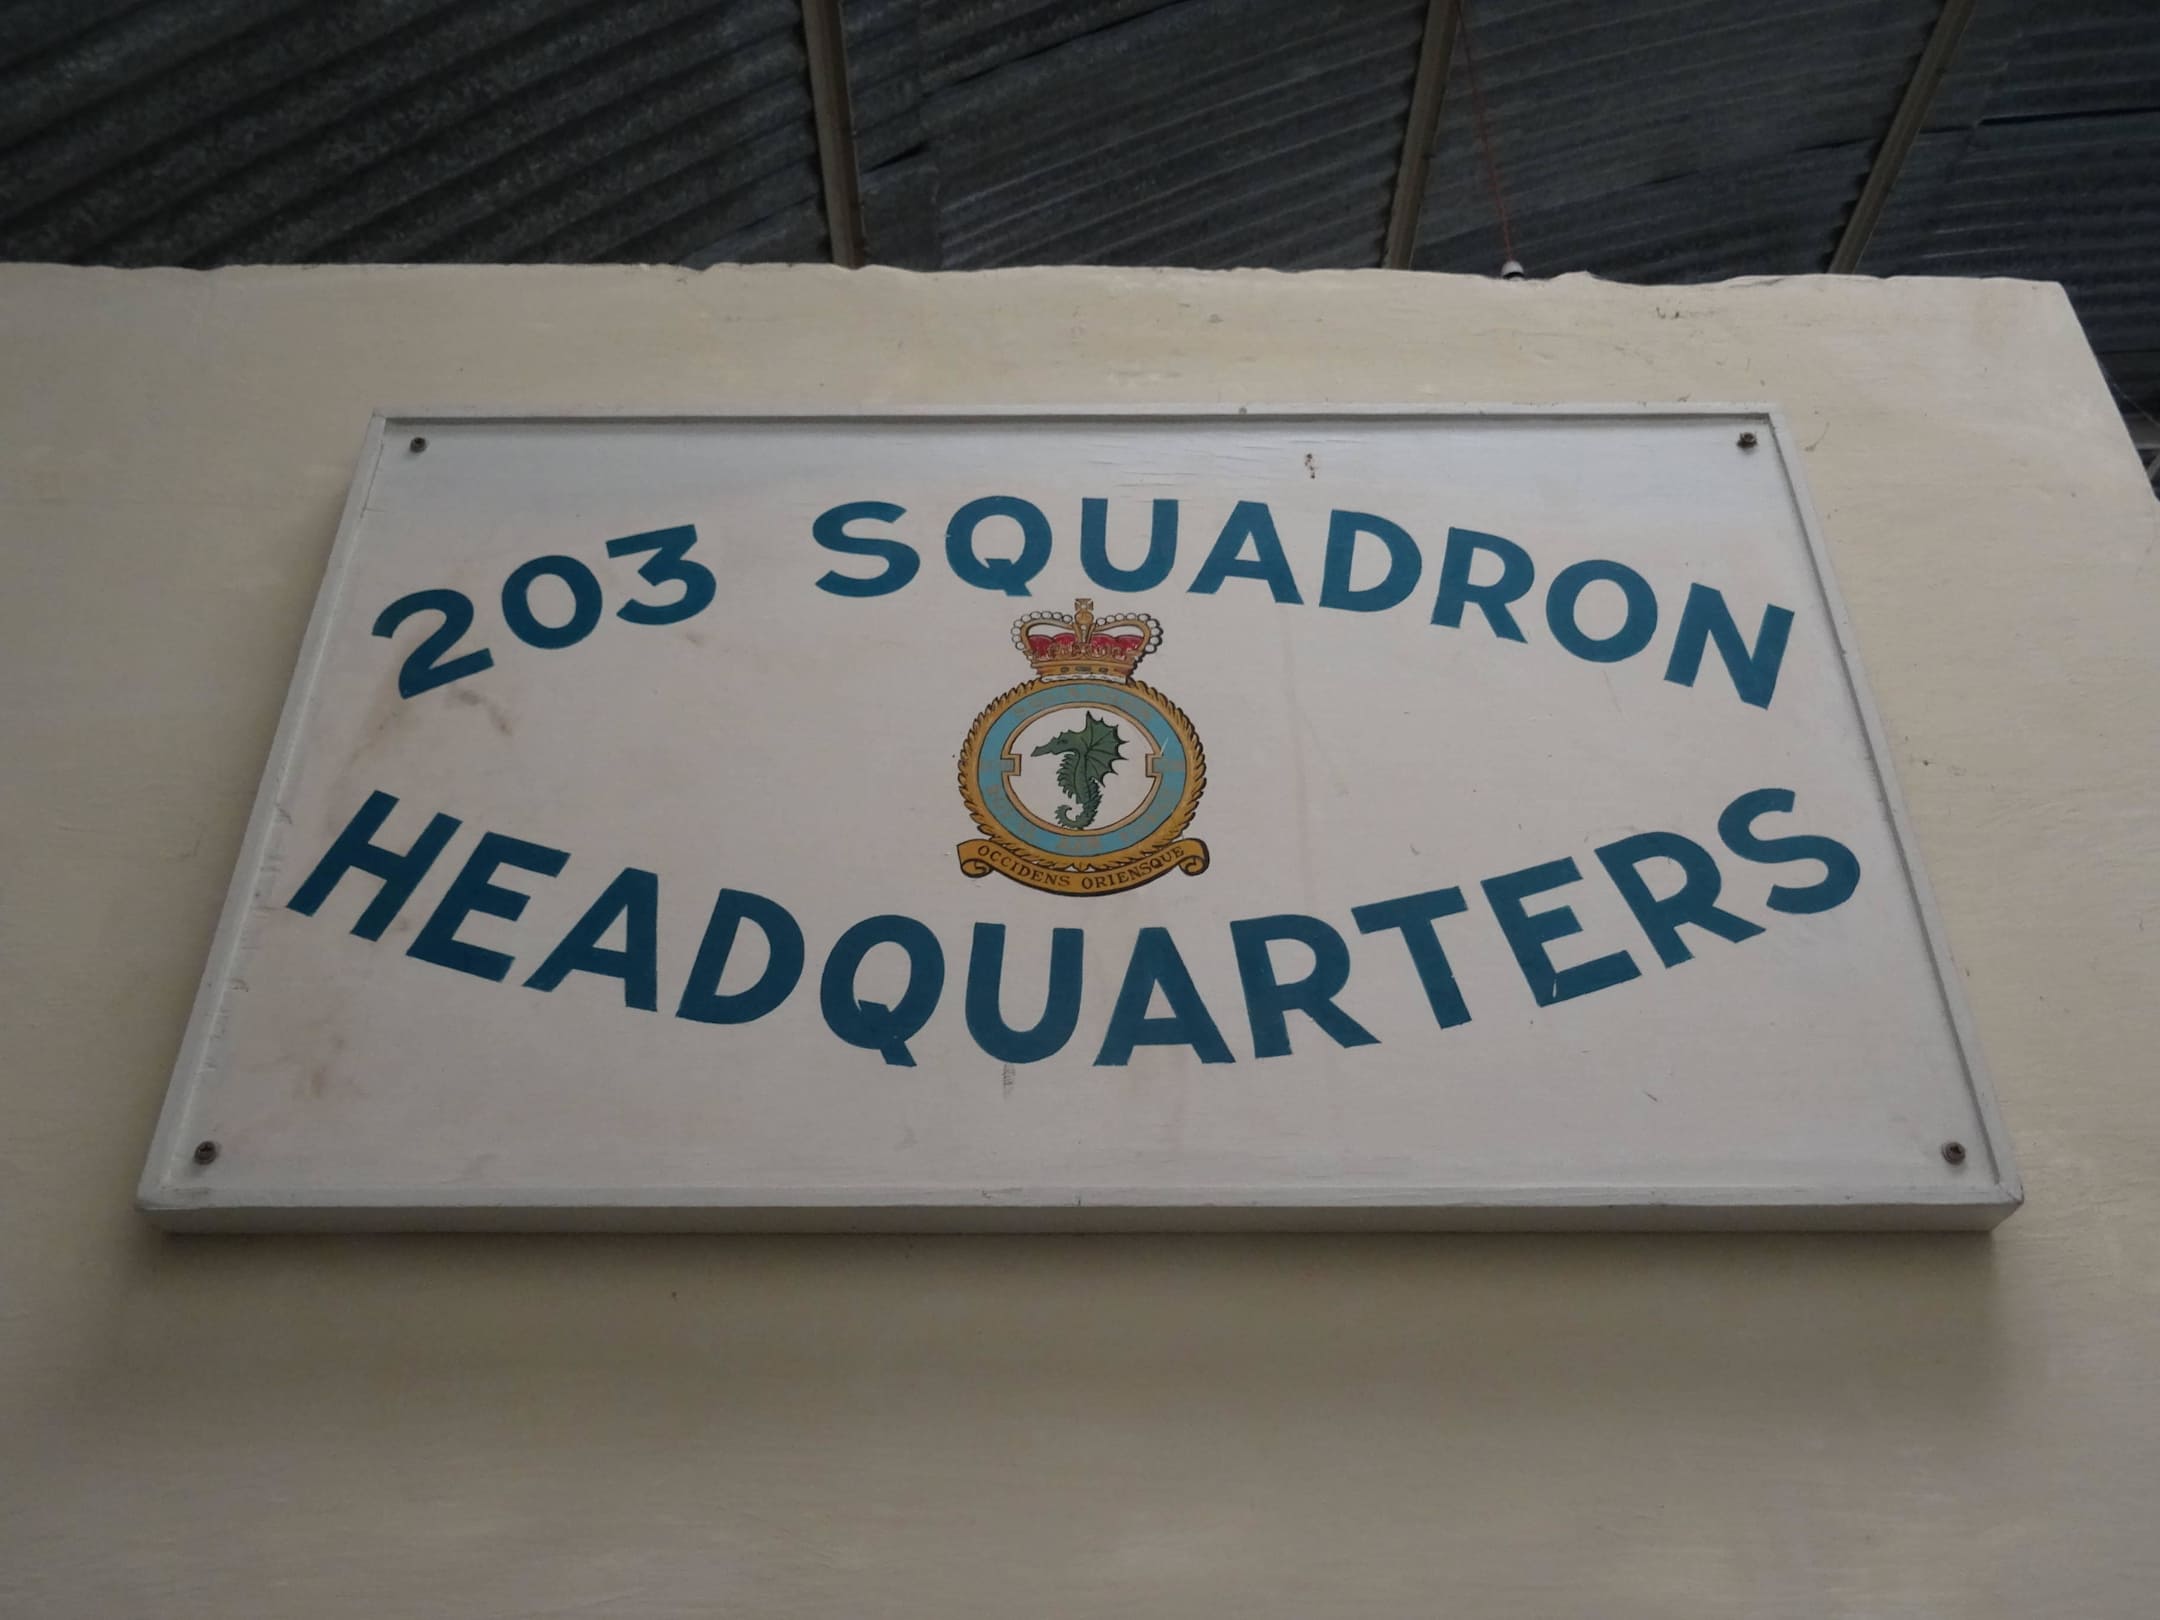 203 SQUADRON
OCCIDENS ORIENSQUE
HEADQUARTERS